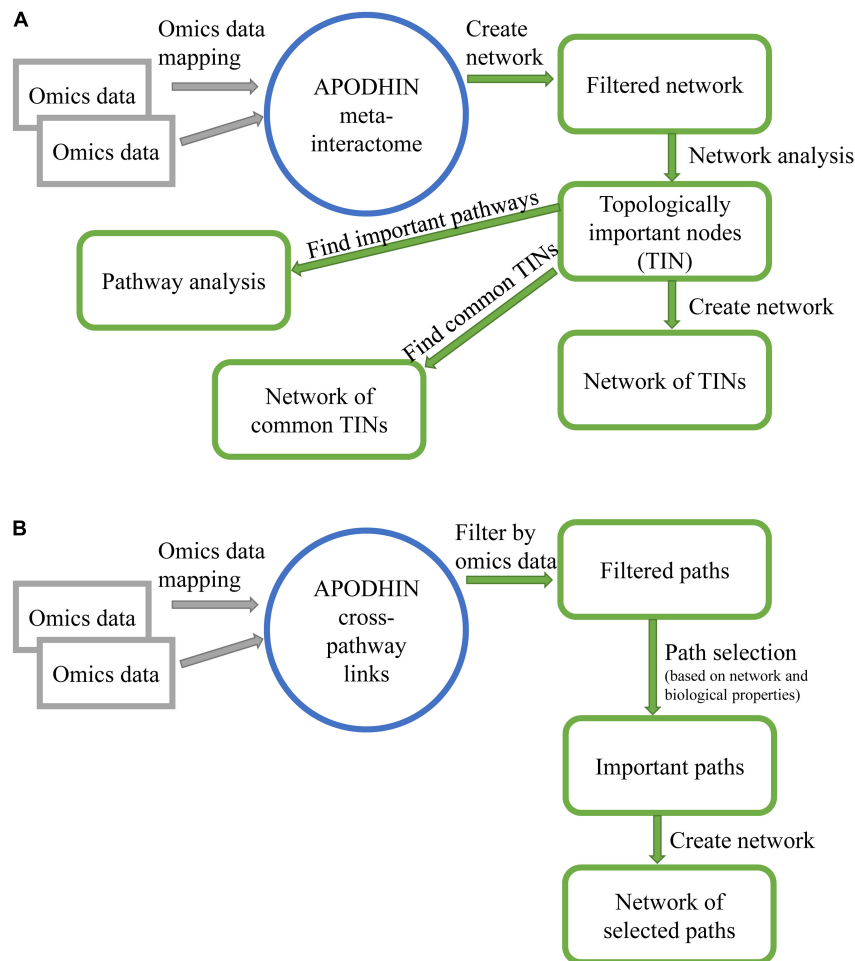 A
Omics data
mapping
Create
network
Omics data
Omics data
APODHIN
meta-
interactome
Filtered network
Network analysis
Topologically
important nodes
(TIN)
Find important pathways
Pathway analysis
Find common TINs
Create network
Network of
common TINs
Network of TINs
B
Omics data
mapping
Filter by
omics data
Omics data
Omics data
APODHIN
cross-
pathway
links
Filtered paths
Path selection
(based on network and
biological properties)
Important paths
Create network
Network of
selected paths